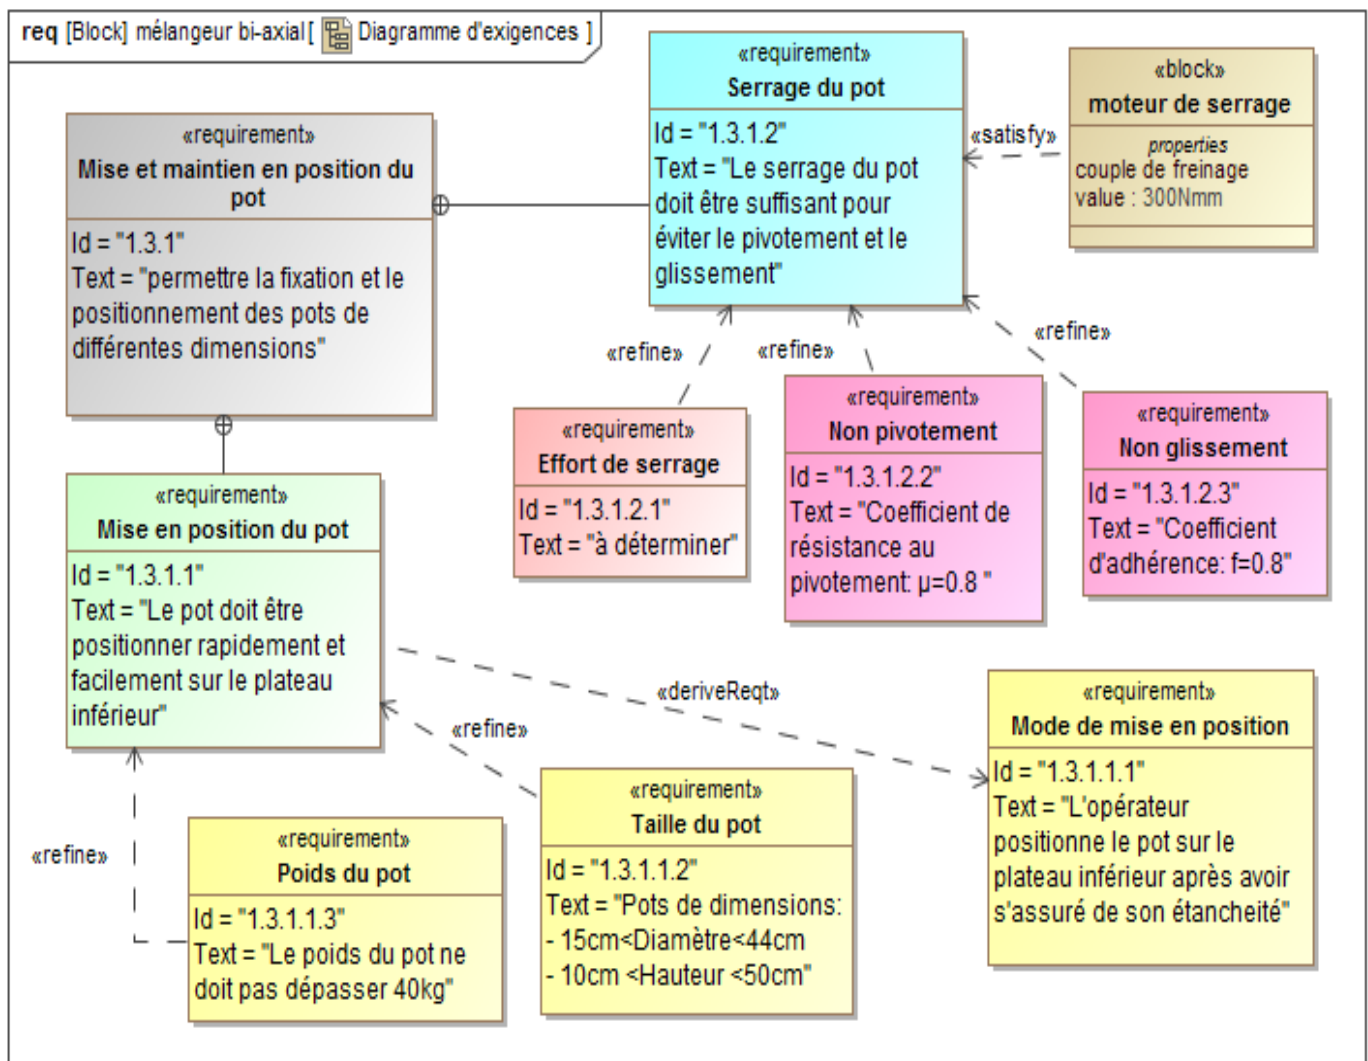 req [Block] mélangeur bi-axial [ Diagramme d'exigences ]
«requirement»
Serrage du pot
Id = "1.3.1.2"
Text = "Le serrage du pot
doit être suffisant pour
éviter le pivotement et le
glissement"
«satisfy»
«block»
moteur de serrage
properties
couple de freinage
value : 300Nmm
«requirement»
Mise et maintien en position du
pot
Id = "1.3.1"
Text = "permettre la fixation et le
positionnement des pots de
différentes dimensions"
«refine»
«refine»
«refine»
«requirement»
Effort de serrage
Id = "1.3.1.2.1"
Text = "à déterminer"
«requirement»
Non pivotement
Id = "1.3.1.2.2"
Text = "Coefficient de
résistance au
pivotement: µ=0.8 "
«requirement»
Non glissement
Id = "1.3.1.2.3"
Text = "Coefficient
d'adhérence: f=0.8"
«requirement»
Mise en position du pot
Id = "1.3.1.1"
Text = "Le pot doit être
positionner rapidement et
facilement sur le plateau
inférieur"
«deriveReqt»
«refine»
«refine»
«requirement»
Mode de mise en position
Id = "1.3.1.1.1"
Text = "L'opérateur
positionne le pot sur le
plateau inférieur après avoir
s'assuré de son étancheité"
«requirement»
Taille du pot
Id = "1.3.1.1.2"
Text = "Pots de dimensions:
- 15cm<Diamètre<44cm
- 10cm <Hauteur <50cm"
«requirement»
Poids du pot
Id = "1.3.1.1.3"
Text = "Le poids du pot ne
doit pas dépasser 40kg"